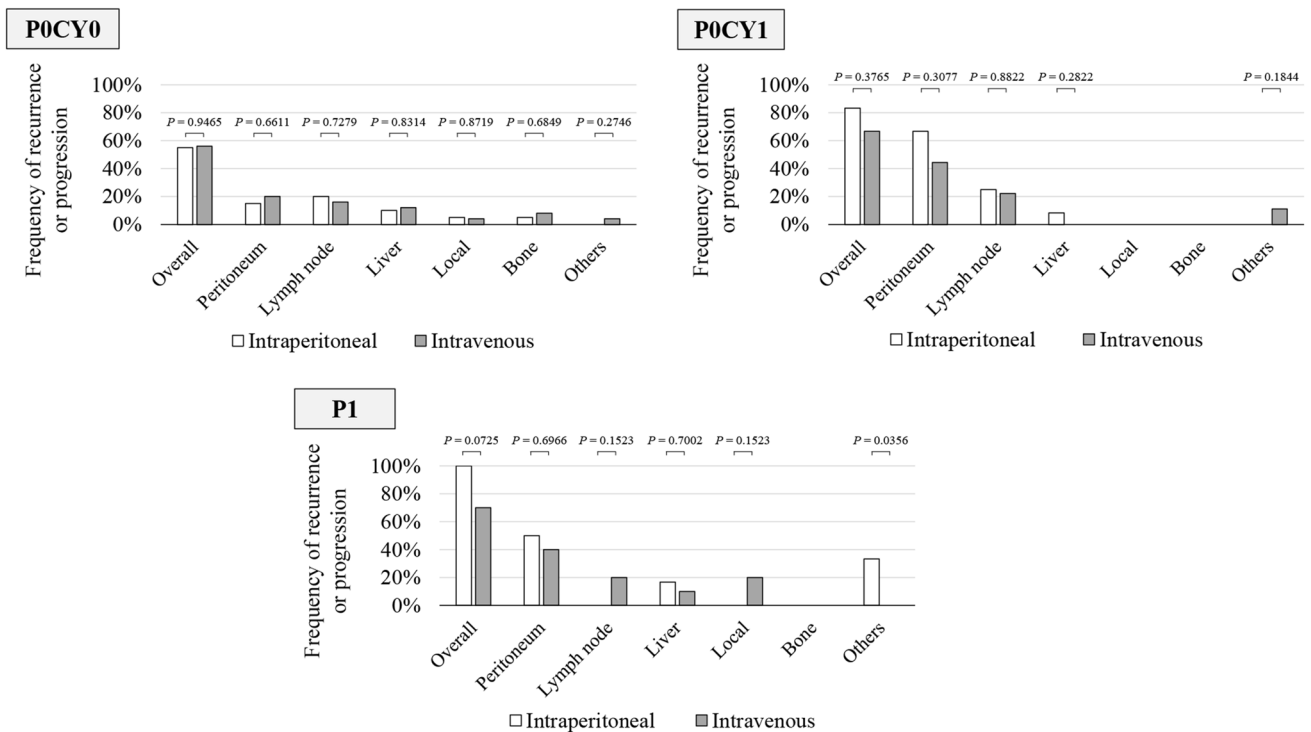 P0CY0
Frequency of recurrence
or progression
100%
80%
60%
40%
20%
0%
P = 0.9465 P = 0.6611 P = 0.7279 P = 0.8314 P = 0.8719 P = 0.6849 P = 0.2746
Overall
Peritoneum
Lymph node
Liver
Local
Bone
Others
Intraperitoneal Intravenous
P0CY1
Frequency of recurrence
or progression
100%
80%
60%
40%
20%
0%
P = 0.3765 P = 0.3077 P = 0.8822 P = 0.2822 P = 0.1844
Overall
Peritoneum
Lymph node
Liver
Local
Bone
Others
Intraperitoneal Intravenous
P1
Frequency of recurrence
or progression
100%
80%
60%
40%
20%
0%
P = 0.0725 P = 0.6966 P = 0.1523 P = 0.7002 P = 0.1523 P = 0.0356
Overall
Peritoneum
Lymph node
Liver
Local
Bone
Others
Intraperitoneal Intravenous